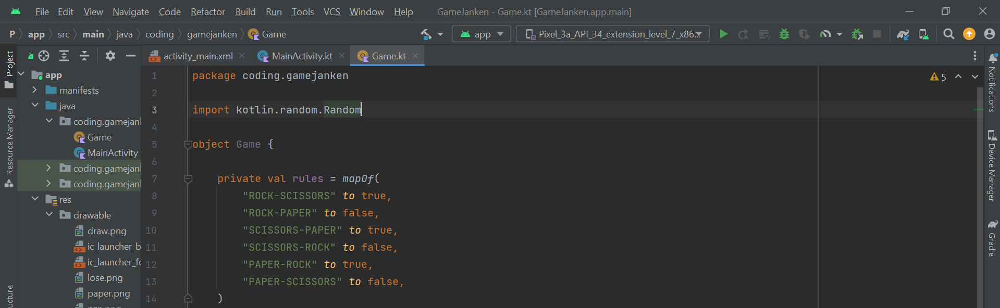 File Edit View Navigate Code Refactor Build Run Tools VCS Window Help GameJanken - Game.kt [GameJanken.app.main]
P app src main java coding gamejanken Game app Pixel_3a_API_34_extension_level_7_x86...
activity_main.xml MainActivity.kt Game.kt
Project
Resource Manager
ucture
app
manifests
java
coding.gamejank
Game
MainActivity
coding.gamejank
coding.gamejank
res
drawable
draw.png
ic_launcher_b
ic_launcher_fo
lose.png
paper.png
1 package coding.gamejanken
2
3 import kotlin.random.Random
4
5 object Game {
6
7 private val rules = mapOf(
8 "ROCK-SCISSORS" to true,
9 "ROCK-PAPER" to false,
10 "SCISSORS-PAPER" to true,
11 "SCISSORS-ROCK" to false,
12 "PAPER-ROCK" to true,
13 "PAPER-SCISSORS" to false,
14 )
5
Notifications
Device Manager
Gradle